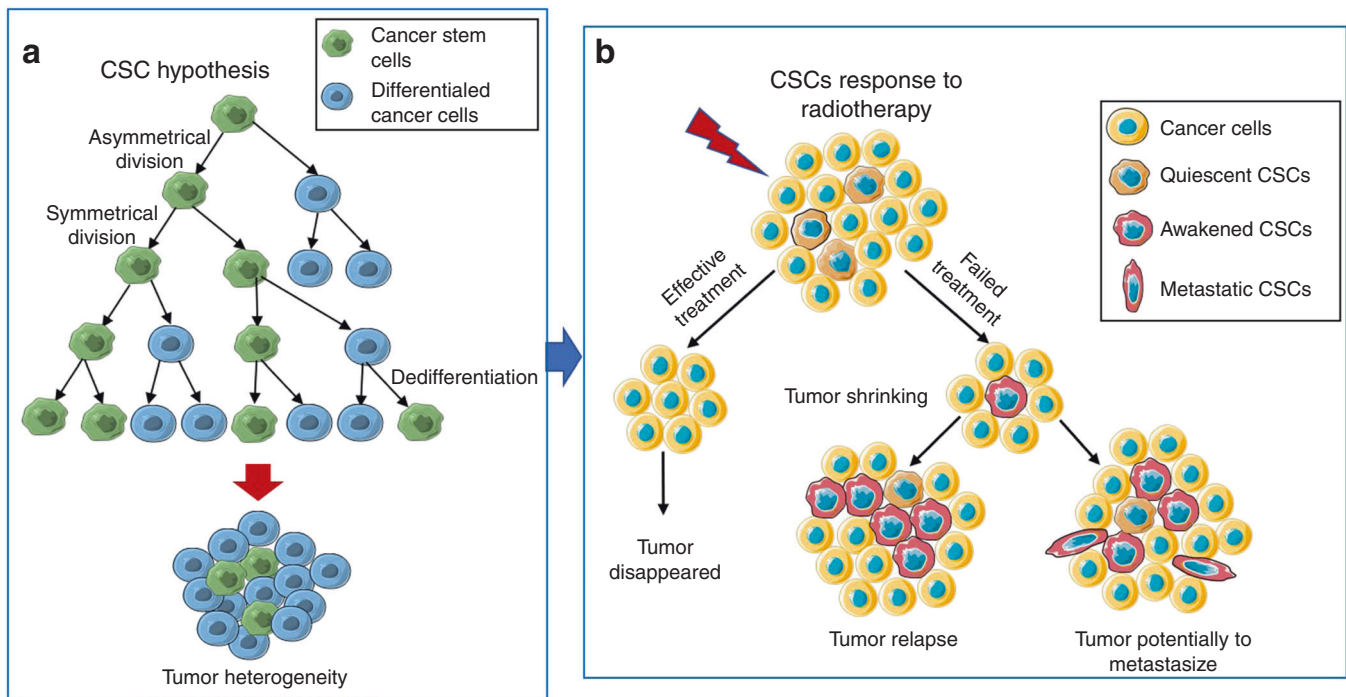 a
CSC hypothesis
Cancer stem
cells
Differentialed
cancer cells
Asymmetrical
division
Symmetrical
division
Dedifferentiation
Tumor heterogeneity
b
CSCs response to
radiotherapy
Cancer cells
Quiescent CSCs
Awakened CSCs
Metastatic CSCs
Effective
treatment
Failed
treatment
Tumor shrinking
Tumor
disappeared
Tumor relapse
Tumor potentially to
metastasize